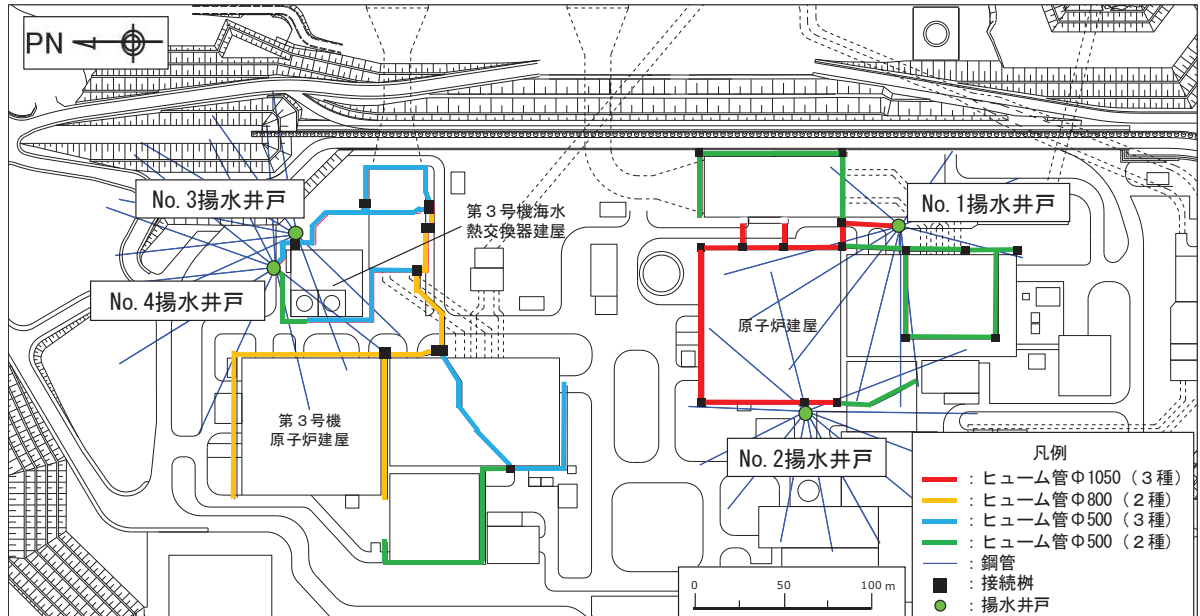 PN
No.3揚水井戸
第3号機海水
熱交換器建屋
No.1揚水井戸
No.4揚水井戸
原子炉建屋
第3号機
原子炉建屋
No.2揚水井戸
凡例
：ヒューム管Φ1050（3種）
：ヒューム管Φ800（2種）
：ヒューム管Φ500（3種）
：ヒューム管Φ500（2種）
：鋼管
：接続桝
：揚水井戸
0 50 100 m